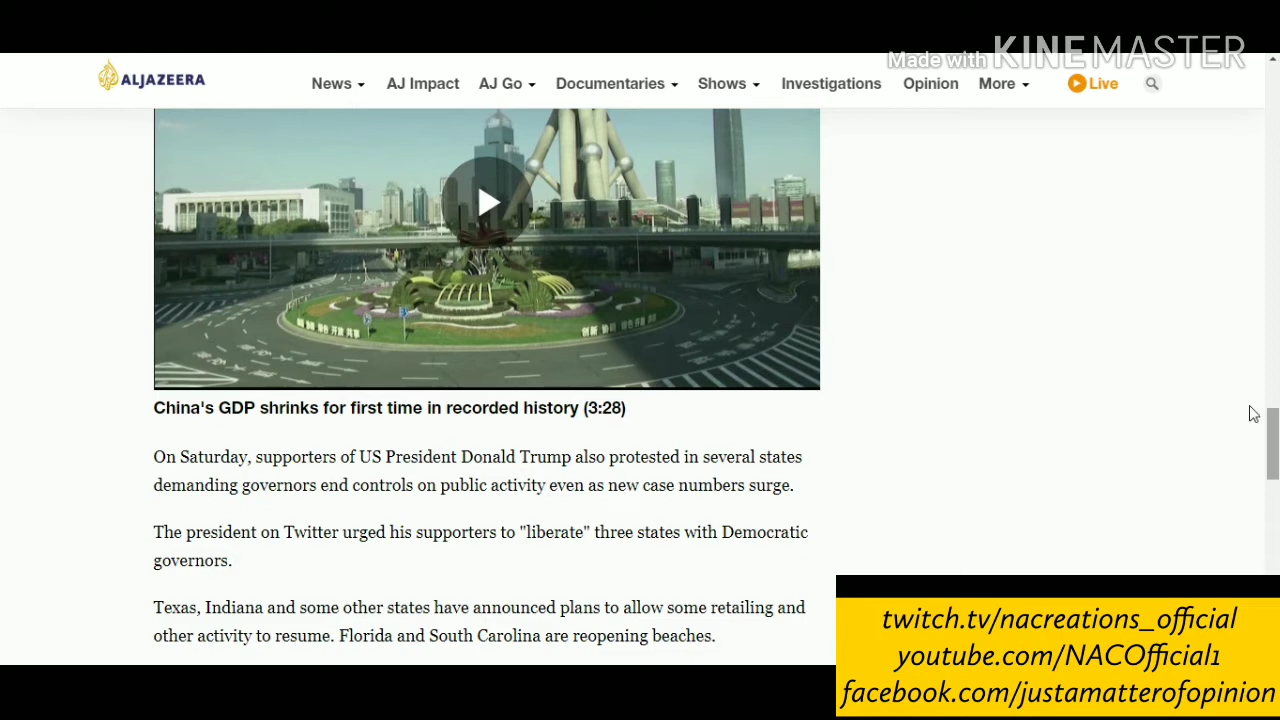 Made with KINEMASTER
ALJAZEERA
News AJ Impact AJ Go Documentaries Shows Investigations Opinion More Live
China's GDP shrinks for first time in recorded history (3:28)
On Saturday, supporters of US President Donald Trump also protested in several states
demanding governors end controls on public activity even as new case numbers surge.
The president on Twitter urged his supporters to "liberate" three states with Democratic
governors.
Texas, Indiana and some other states have announced plans to allow some retailing and
other activity to resume. Florida and South Carolina are reopening beaches.
twitch.tv/nacreations_official
youtube.com/NACOfficial1
facebook.com/justamatterofopinion